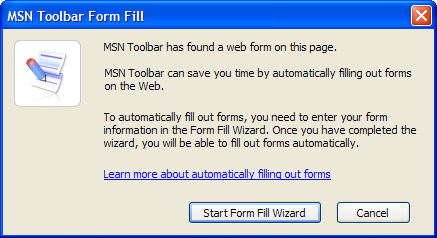 MSN Toolbar Form Fill
MSN Toolbar has found a web form on this page.
MSN Toolbar can save you time by automatically filling out forms
on the Web.
To automatically fill out forms, you need to enter your form
information in the Form Fill Wizard. Once you have completed the
wizard, you will be able to fill out forms automatically.
Learn more about automatically filling out forms
Start Form Fill Wizard
Cancel